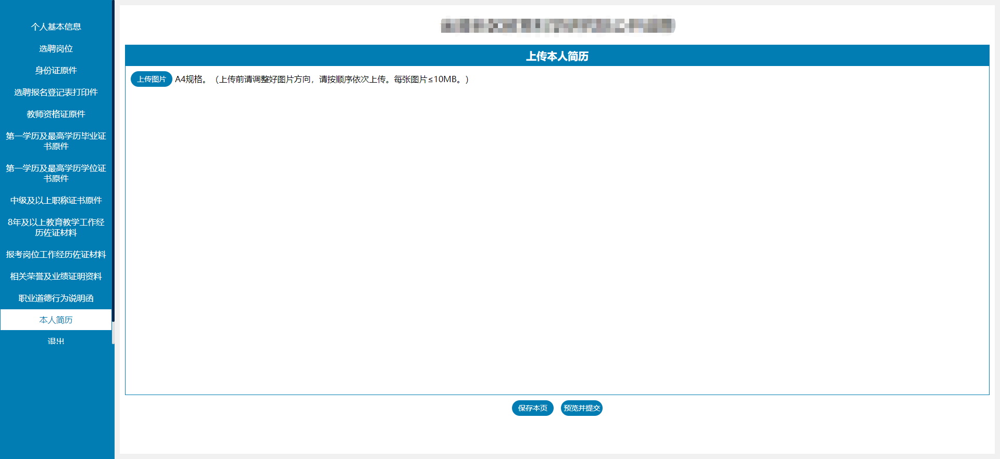 个人基本信息
选聘岗位
身份证原件
选聘报名登记表打印件
教师资格证原件
第一学历及最高学历毕业证
书原件
第一学历及最高学历学位证
书原件
中级及以上职称证书原件
8年及以上教育教学工作经
历佐证材料
报考岗位工作经历佐证材料
相关荣誉及业绩证明资料
职业道德行为说明函
本人简历
退出
上传本人简历
上传图片 A4规格。（上传前请调整好图片方向，请按顺序依次上传。每张图片≤10MB。）
保存本页 预览并提交